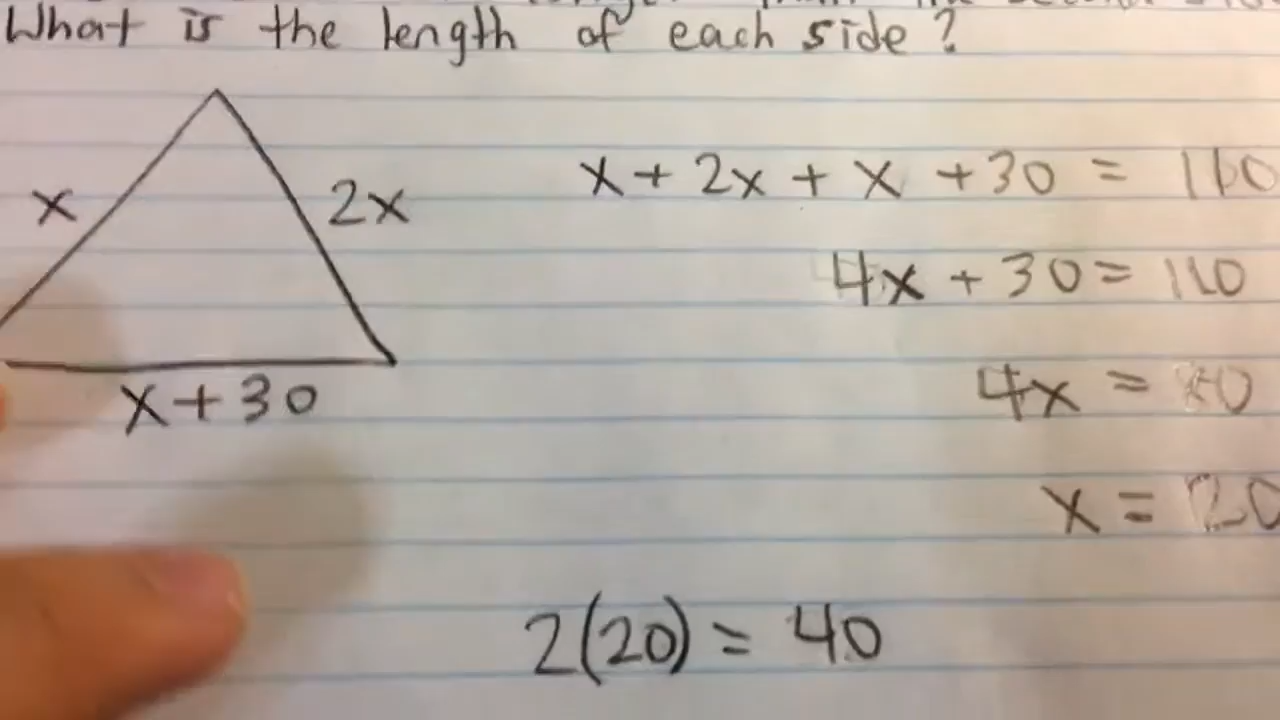 What is the length of each side?
x + 2x + x + 30 = 110
x
2x
4x + 30 = 110
4x = 80
x + 30
x = 20
2(20) = 40